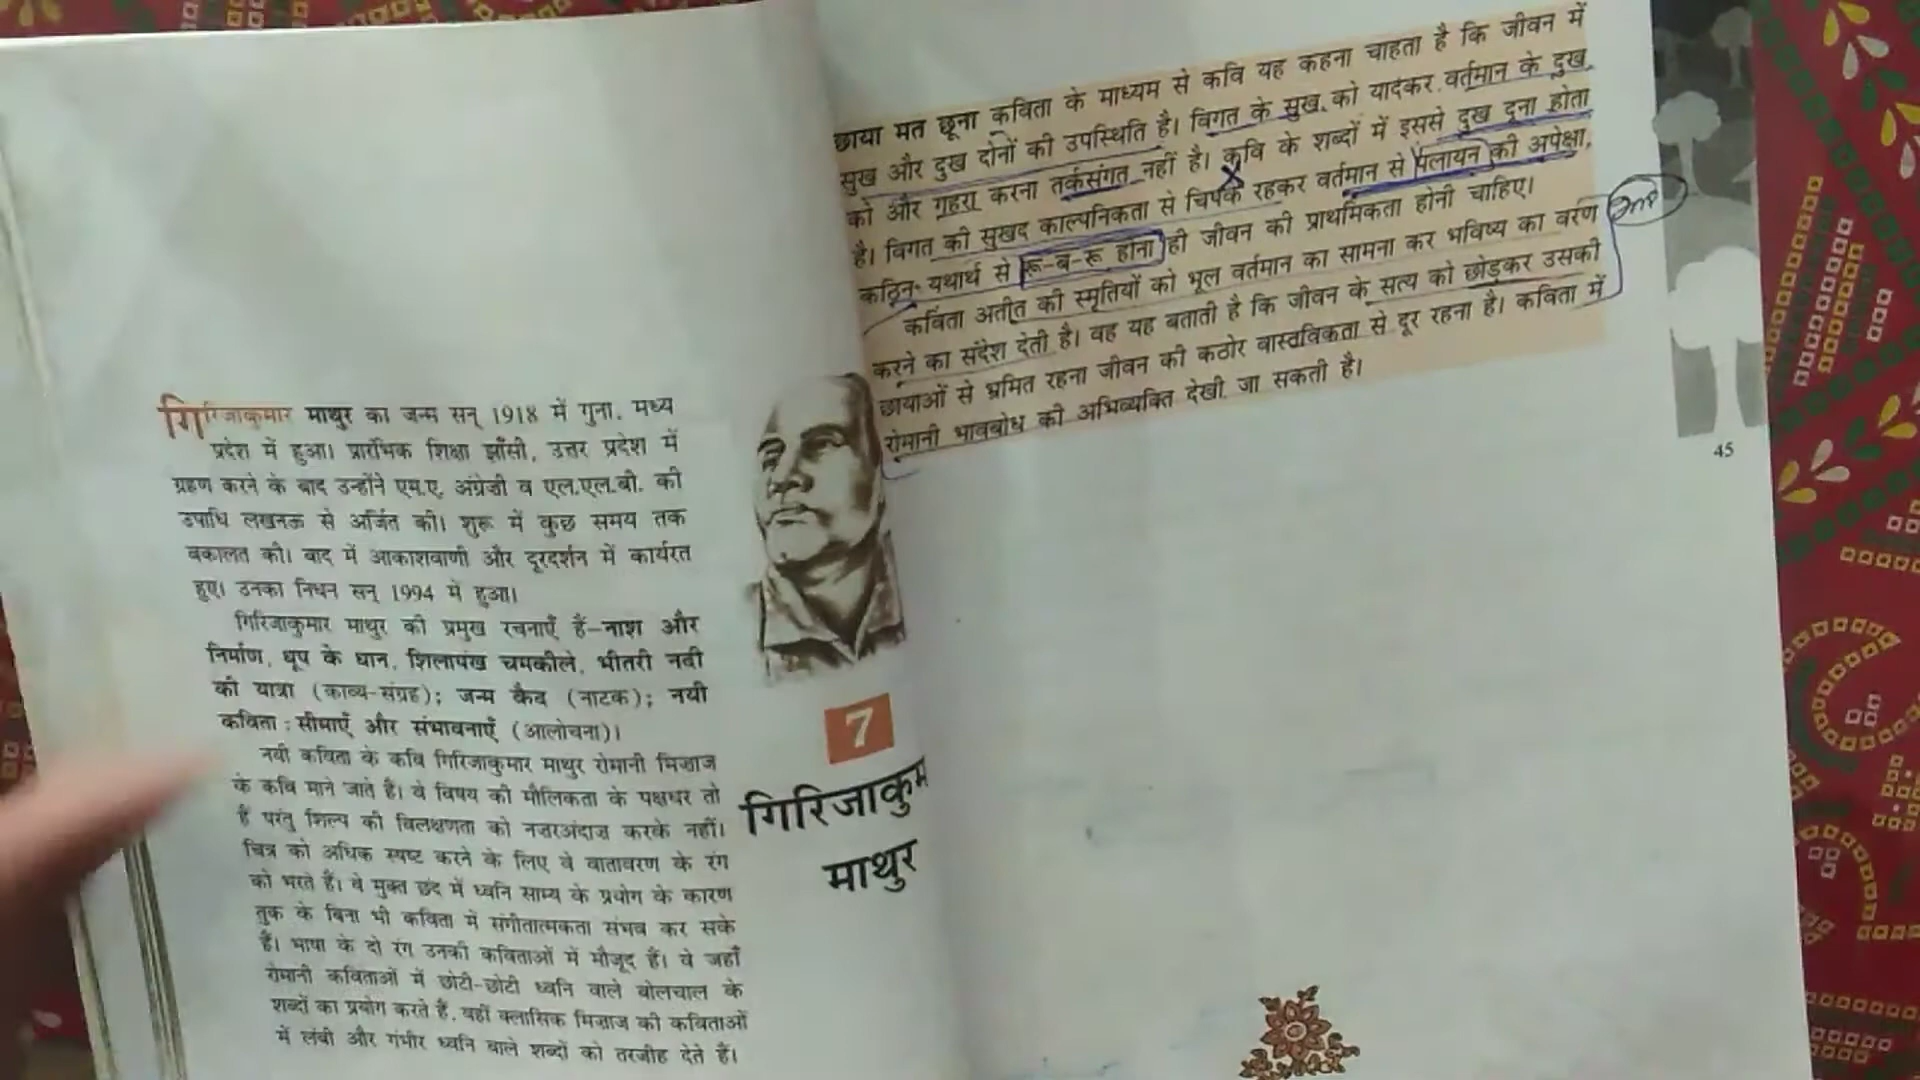 गिरिजाकुमार माथुर का जन्म सन् 1918 में गुना, मध्य
प्रदेश में हुआ। प्रारंभिक शिक्षा झाँसी, उत्तर प्रदेश में
ग्रहण करने के बाद उन्होंने एम.ए. अंग्रेज़ी व एल.एल.बी. की
उपाधि लखनऊ से अर्जित की। शुरू में कुछ समय तक
वकालत की। बाद में आकाशवाणी और दूरदर्शन में कार्यरत
हुए। उनका निधन सन् 1994 में हुआ।
गिरिजाकुमार माथुर की प्रमुख रचनाएँ हैं–नाश और
निर्माण, धूप के धान, शिलापंख चमकीले, भीतरी नदी
की यात्रा (काव्य-संग्रह); जन्म कैद (नाटक); नयी
कविता : सीमाएँ और संभावनाएँ (आलोचना)।
नयी कविता के कवि गिरिजाकुमार माथुर रोमानी मिज़ाज
के कवि माने जाते हैं। वे विषय की मौलिकता के पक्षधर तो
हैं परंतु शिल्प की विलक्षणता को नज़रअंदाज़ करके नहीं।
चित्र को अधिक स्पष्ट करने के लिए वे वातावरण के रंग
को भरते हैं। वे मुक्त छंद में ध्वनि साम्य के प्रयोग के कारण
तुक के बिना भी कविता में संगीतात्मकता संभव कर सके
हैं। भाषा के दो रंग उनकी कविताओं में मौजूद हैं। वे जहाँ
रोमानी कविताओं में छोटी-छोटी ध्वनि वाले बोलचाल के
शब्दों का प्रयोग करते हैं, वहीं क्लासिक मिज़ाज की कविताओं
में लंबी और गंभीर ध्वनि वाले शब्दों को तरजीह देते हैं।
7
गिरिजाकुम
माथुर
छाया मत छूना कविता के माध्यम से कवि यह कहना चाहता है कि जीवन में
सुख और दुख दोनों की उपस्थिति है। विगत के सुख को यादकर वर्तमान के दुख
को और गहरा करना तर्कसंगत नहीं है। कवि के शब्दों में इससे दुख दूना होता
है। विगत की सुखद काल्पनिकता से चिपके रहकर वर्तमान से पलायन की अपेक्षा,
कठिन यथार्थ से रू-ब-रू होना ही जीवन की प्राथमिकता होनी चाहिए।
कविता अतीत की स्मृतियों को भूल वर्तमान का सामना कर भविष्य का वरण
करने का संदेश देती है। वह यह बताती है कि जीवन के सत्य को छोड़कर उसकी
छायाओं से भ्रमित रहना जीवन की कठोर वास्तविकता से दूर रहना है। कविता में
रोमानी भावबोध की अभिव्यक्ति देखी जा सकती है।
45